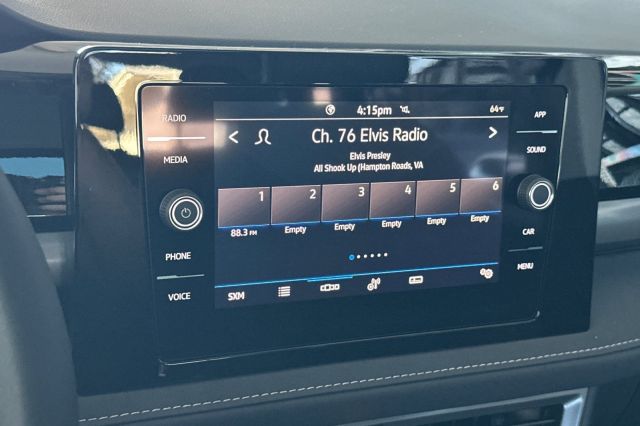 RADIO
MEDIA
PHONE
VOICE
4:15pm 64°F
Ch. 76 Elvis Radio
Elvis Presley
All Shook Up (Hampton Roads, VA
1 2 3 4 5 6
88.3 FM Empty Empty Empty Empty Empty
SXM
APP
SOUND
CAR
MENU